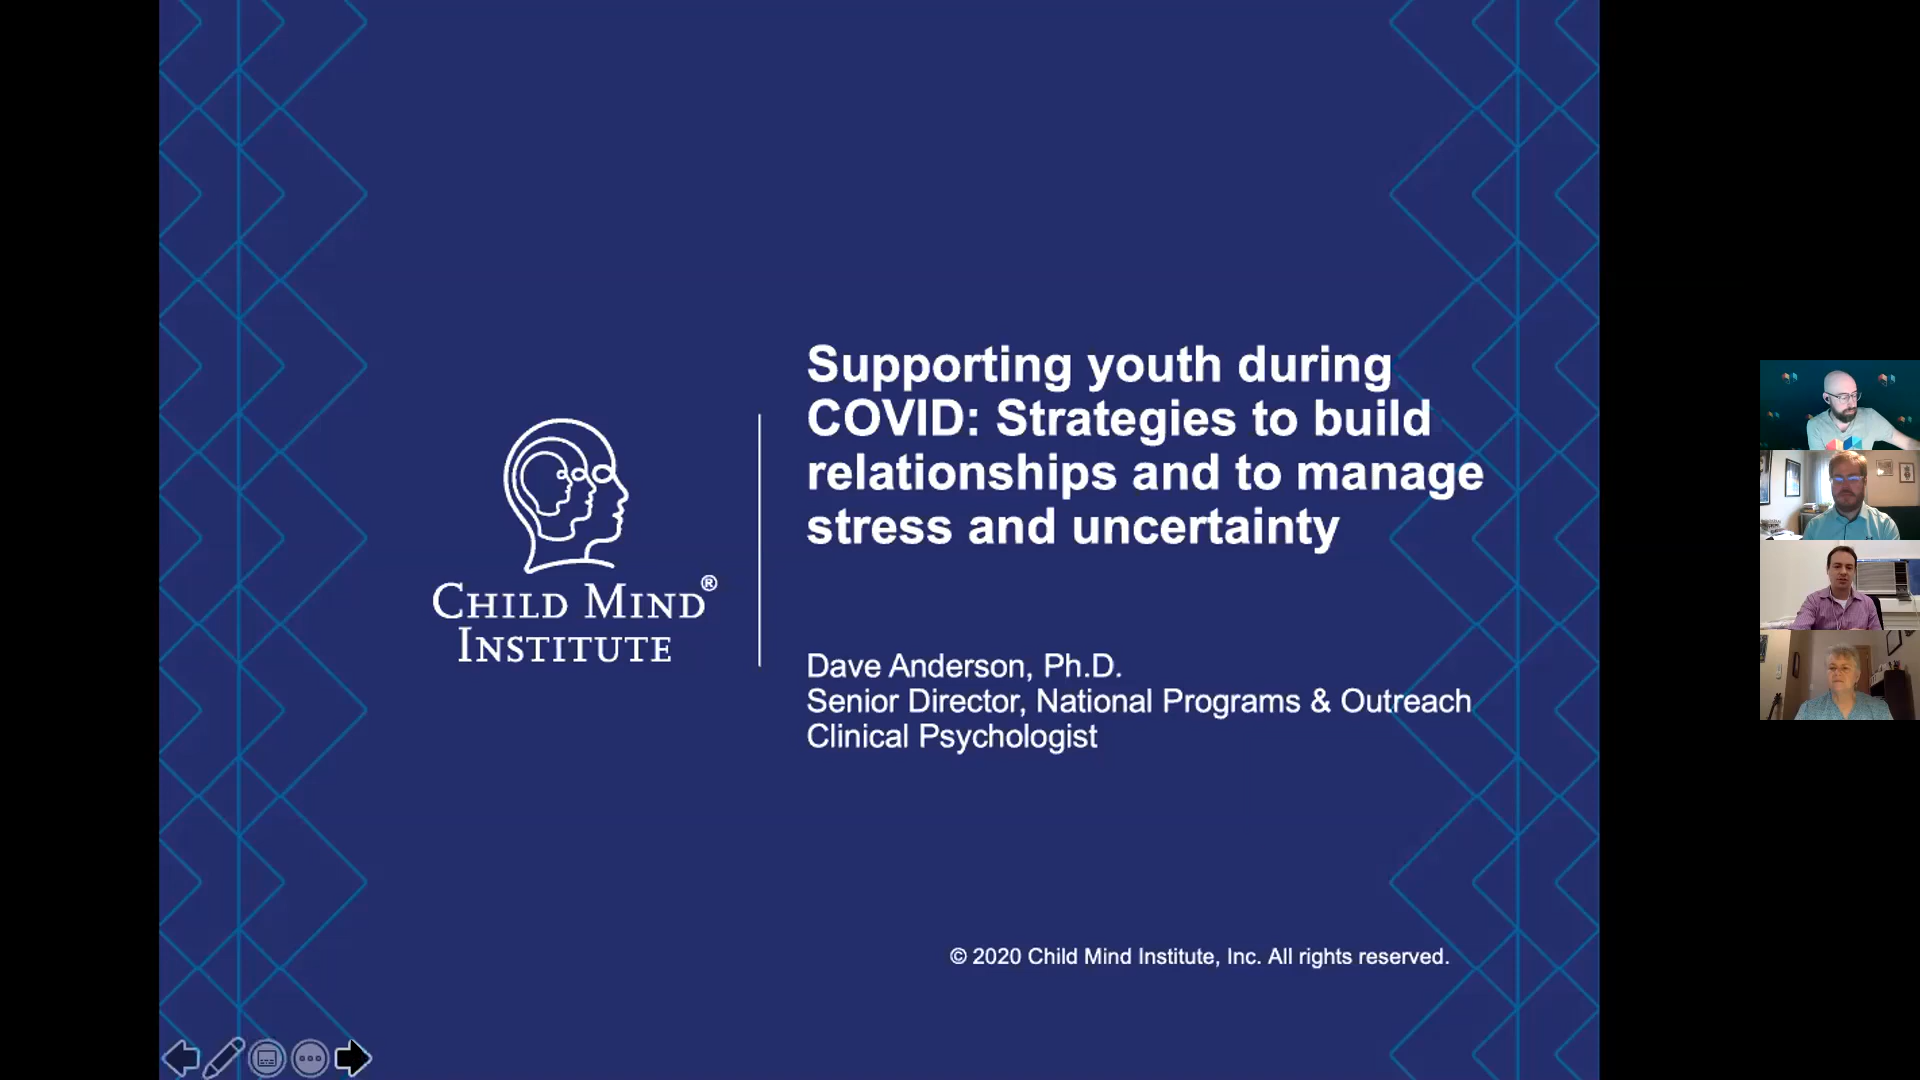 Supporting youth during
COVID: Strategies to build
relationships and to manage
stress and uncertainty
CHILD MIND®
INSTITUTE
Dave Anderson, Ph.D.
Senior Director, National Programs & Outreach
Clinical Psychologist
© 2020 Child Mind Institute, Inc. All rights reserved.